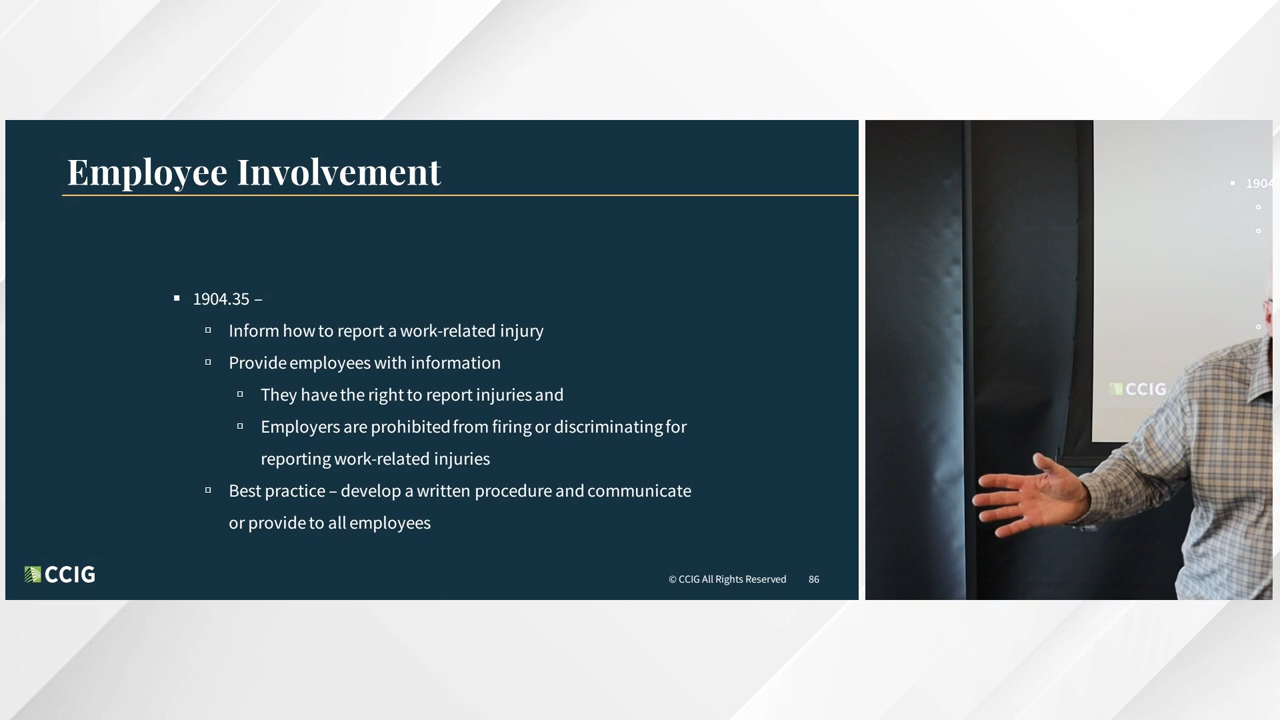 Employee Involvement
1904.35 –
Inform how to report a work-related injury
Provide employees with information
They have the right to report injuries and
Employers are prohibited from firing or discriminating for
reporting work-related injuries
Best practice – develop a written procedure and communicate
or provide to all employees
CCIG
© CCIG All Rights Reserved 86
1904
CCIG